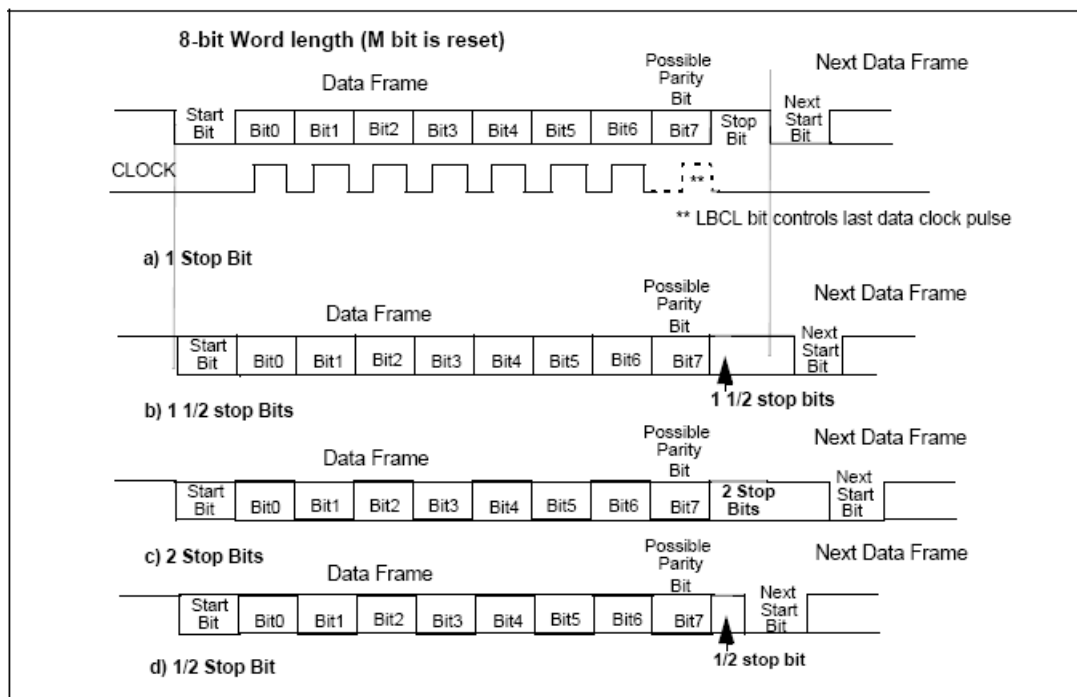 8-bit Word length (M bit is reset)
Data Frame
Possible
Parity
Bit
Next Data Frame
Start
Bit
Bit0
Bit1
Bit2
Bit3
Bit4
Bit5
Bit6
Bit7
Stop
Bit
Next
Start
Bit
CLOCK
**
** LBCL bit controls last data clock pulse
a) 1 Stop Bit
Data Frame
Possible
Parity
Bit
Next Data Frame
Start
Bit
Bit0
Bit1
Bit2
Bit3
Bit4
Bit5
Bit6
Bit7
Next
Start
Bit
1 1/2 stop bits
b) 1 1/2 stop Bits
Data Frame
Possible
Parity
Bit
Next Data Frame
Start
Bit
Bit0
Bit1
Bit2
Bit3
Bit4
Bit5
Bit6
Bit7
2 Stop
Bits
Next
Start
Bit
c) 2 Stop Bits
Data Frame
Possible
Parity
Bit
Next Data Frame
Start
Bit
Bit0
Bit1
Bit2
Bit3
Bit4
Bit5
Bit6
Bit7
Next
Start
Bit
1/2 stop bit
d) 1/2 Stop Bit